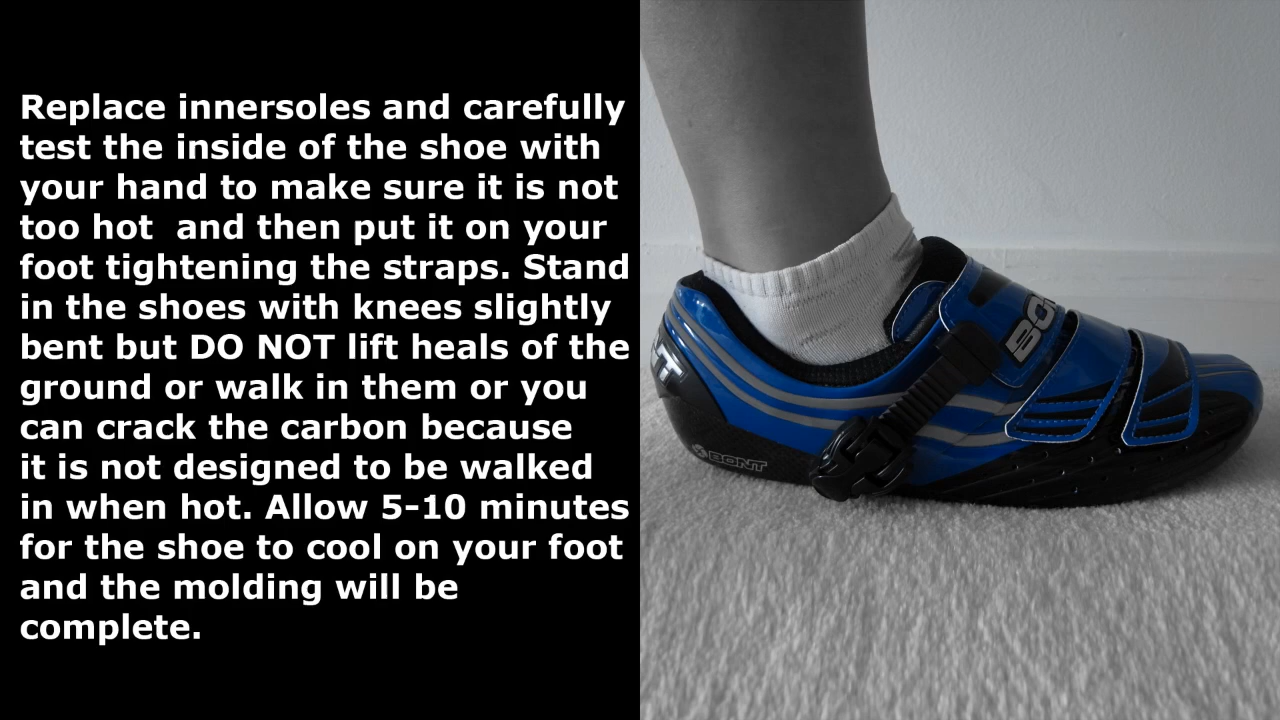 Replace innersoles and carefully
test the inside of the shoe with
your hand to make sure it is not
too hot  and then put it on your
foot tightening the straps. Stand
in the shoes with knees slightly
bent but DO NOT lift heals of the
ground or walk in them or you
can crack the carbon because
it is not designed to be walked
in when hot. Allow 5-10 minutes
for the shoe to cool on your foot
and the molding will be
complete.
BONT